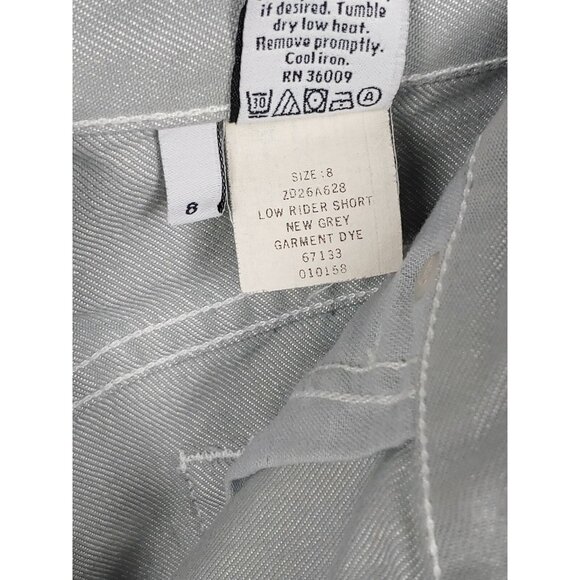 if desired. Tumble
dry low heat.
Remove promptly.
Cool iron.
RN 36009
30 A
8
SIZE:8
ZD26A628
LOW RIDER SHORT
NEW GREY
GARMENT DYE
67133
010158